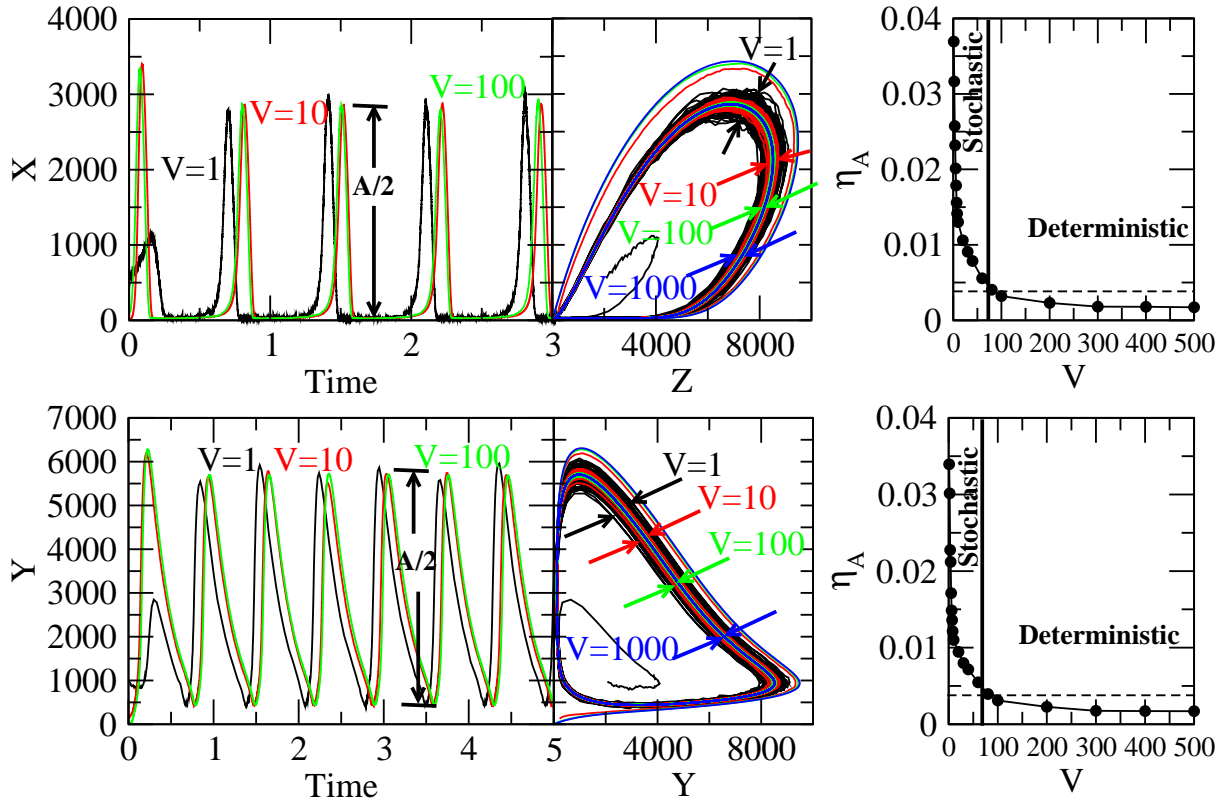 4000
3000
2000
1000
0
X
V=1
V=10
V=100
A/2
0 1 2 3
Time
V=1
V=10
V=100
V=1000
4000 8000
Z
0.04
0.03
0.02
0.01
0
η_A
Stochastic
Deterministic
0 100 200 300 400 500
V
7000
6000
5000
4000
3000
2000
1000
0
Y
V=1
V=10
V=100
A/2
0 1 2 3 4 5
Time
V=1
V=10
V=100
V=1000
4000 8000
Y
0.04
0.03
0.02
0.01
0
η_A
Stochastic
Deterministic
0 100 200 300 400 500
V